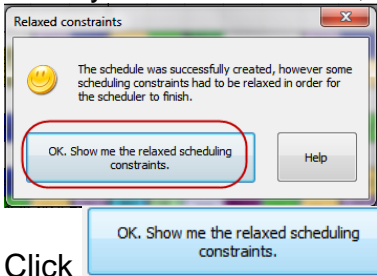 Relaxed constraints
The schedule was successfully created, however some
scheduling constraints had to be relaxed in order for
the scheduler to finish.
OK. Show me the relaxed scheduling
constraints.
Help
Click
OK. Show me the relaxed scheduling
constraints.